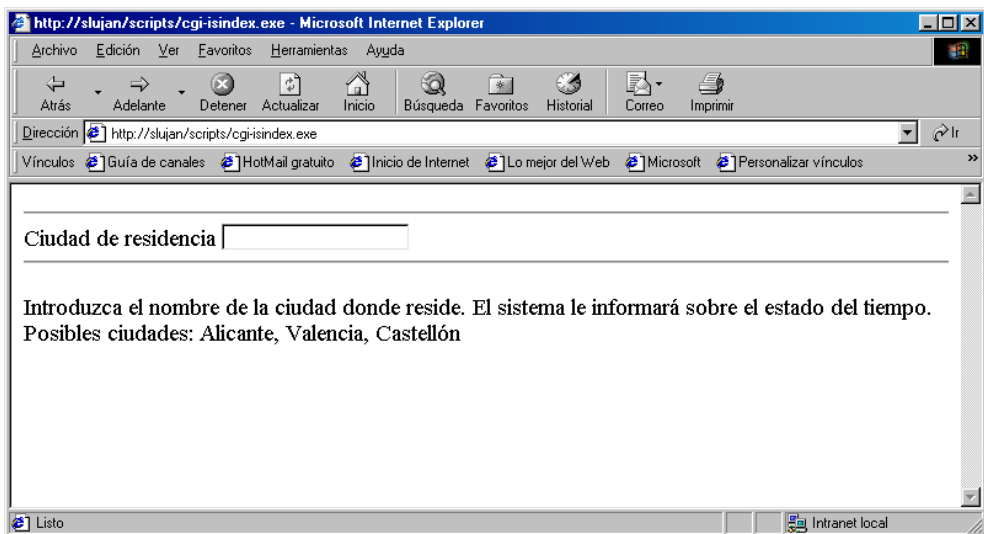 http://slujan/scripts/cgi-isindex.exe - Microsoft Internet Explorer
Archivo Edición Ver Favoritos Herramientas Ayuda
Atrás Adelante Detener Actualizar Inicio Búsqueda Favoritos Historial Correo Imprimir
Dirección http://slujan/scripts/cgi-isindex.exe Ir
Vínculos Guía de canales HotMail gratuito Inicio de Internet Lo mejor del Web Microsoft Personalizar vínculos »
Ciudad de residencia
Introduzca el nombre de la ciudad donde reside. El sistema le informará sobre el estado del tiempo.
Posibles ciudades: Alicante, Valencia, Castellón
Listo Intranet local